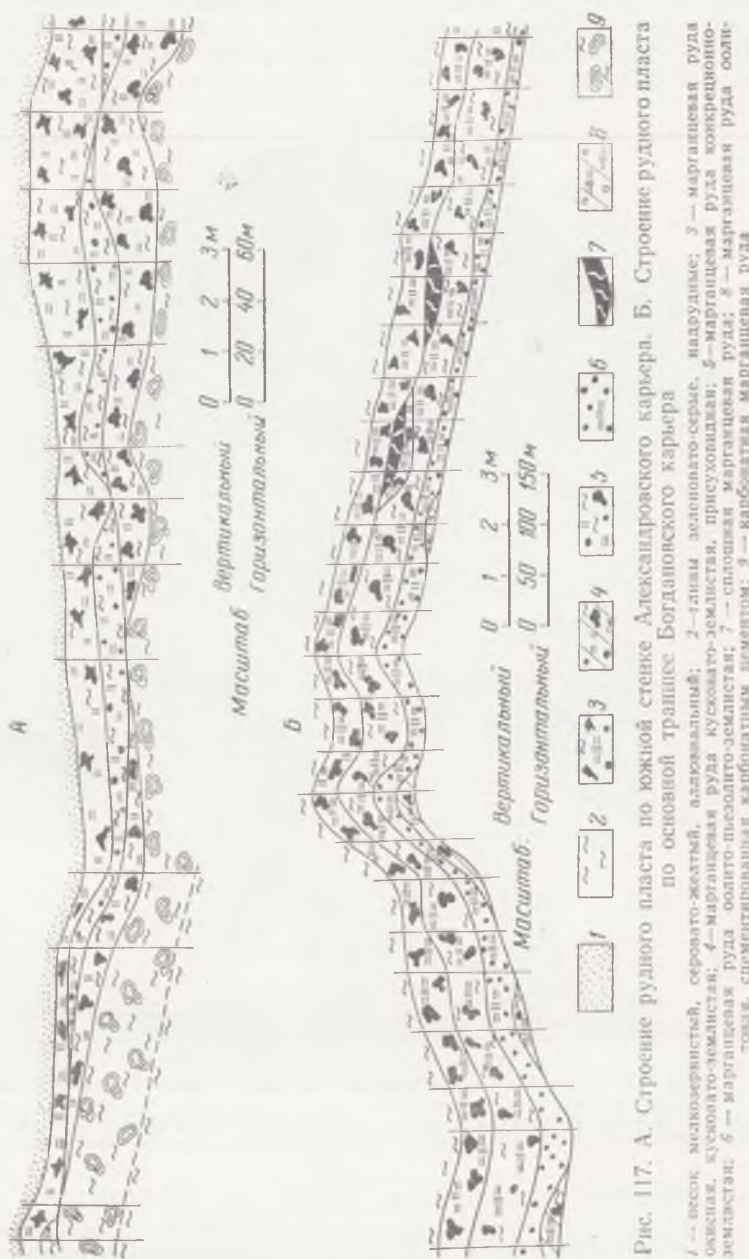 А
Масштаб
Вертикальный 0 1 2 3м
Горизонтальный 0 20 40 60м
Б
Масштаб:
Вертикальный 0 1 2 3м
Горизонтальный 0 50 100 150м
1 2 3 4 5 6 7 8 9
Рис. 117. А. Строение рудного пласта по южной стенке Александровского карьера. Б. Строение рудного пласта
по основной траншее Богдановского карьера
1 — песок мелкозернистый, серовато-желтый, аллювиальный; 2—глины зеленовато-серые, надрудные; 3 — марганцевая руда
окисная, кусковато-землистая; 4—марганцевая руда кусковато-землистая, присуховидная; 5—марганцевая руда конкреционно-
землистая; 6 — марганцевая руда оолито-пьезолито-землистая; 7 — сплошная марганцевая руда; 8 — марганцевая руда ооли-
товая, сцементированная карбонатом цементом; 9 — карбонатная марганцевая руда